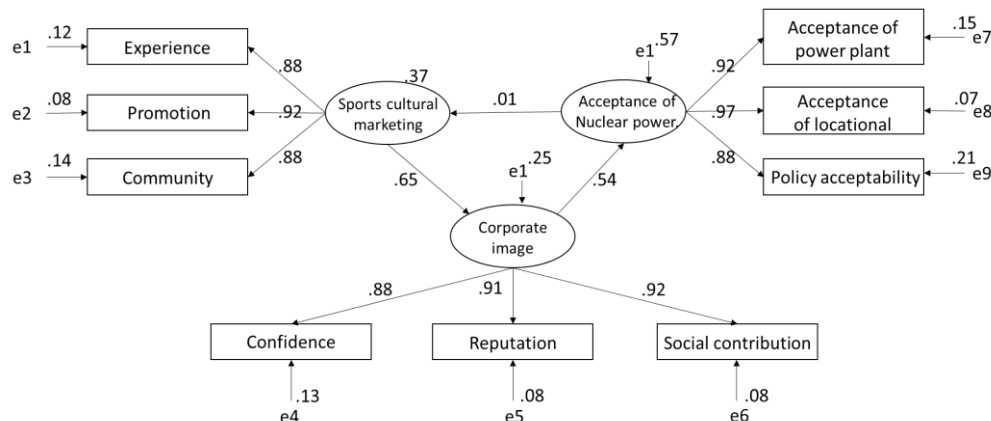 e1
.12
Experience
.88
e2
.08
Promotion
.92
e3
.14
Community
.88
.37
Sports cultural
marketing
.01
e1
.57
Acceptance of
Nuclear power.
.92
Acceptance
of power plant
.15
e7
.97
Acceptance
of locational
.07
e8
.88
Policy acceptability
.21
e9
.65
e1
.25
.54
Corporate
image
.88
.91
.92
Confidence
Reputation
Social contribution
.13
.08
.08
e4
e5
e6